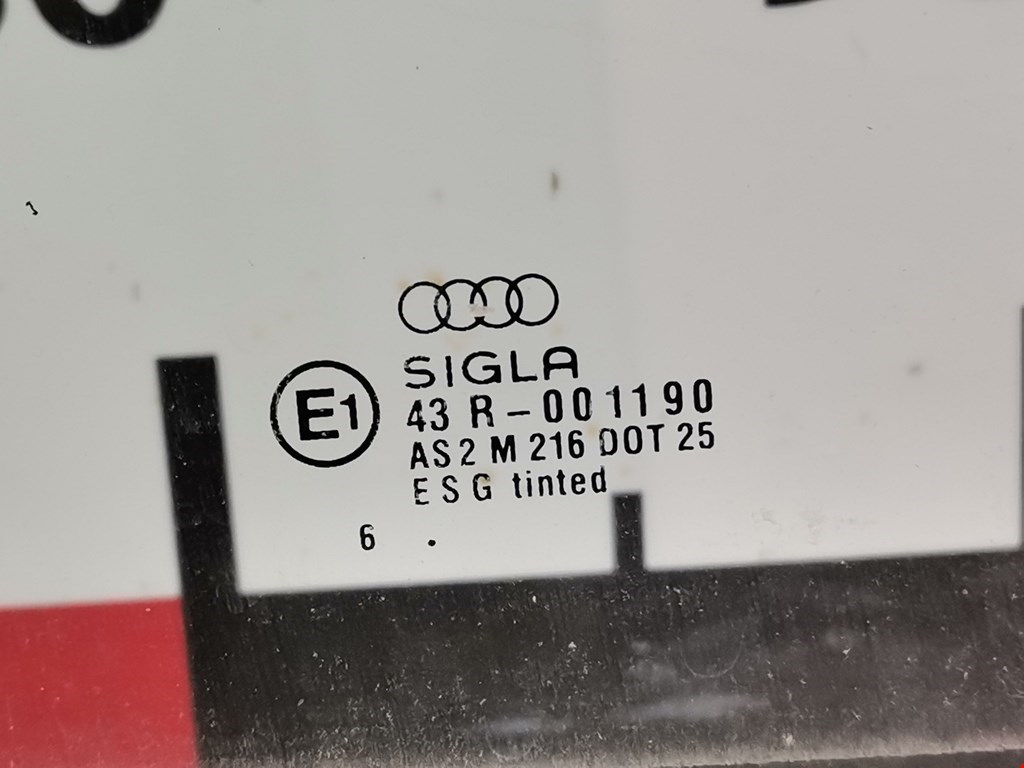 SIGLA
E1
43 R-001190
AS2 M 216 DOT 25
ESG tinted
6 .